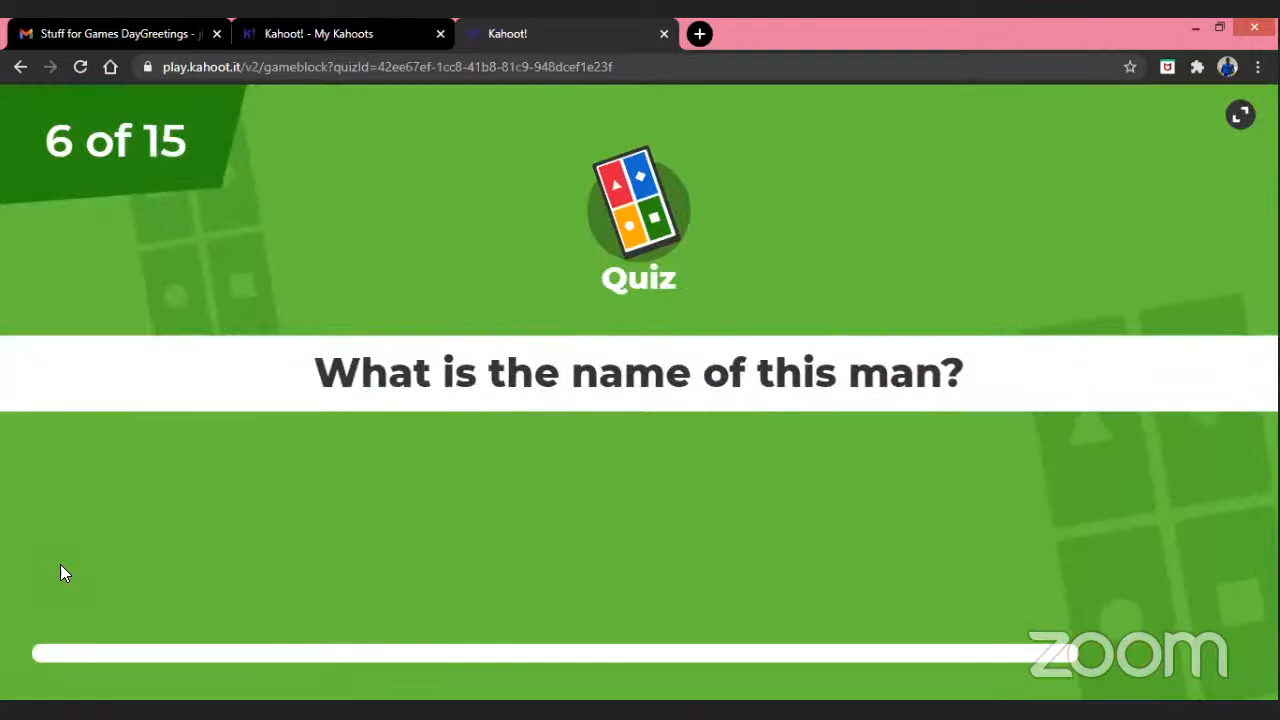 Stuff for Games DayGreetings - jl
Kahoot! - My Kahoots
Kahoot!
play.kahoot.it/v2/gameblock?quizId=42ee67ef-1cc8-41b8-81c9-948dcef1e23f
6 of 15
Quiz
What is the name of this man?
zoom